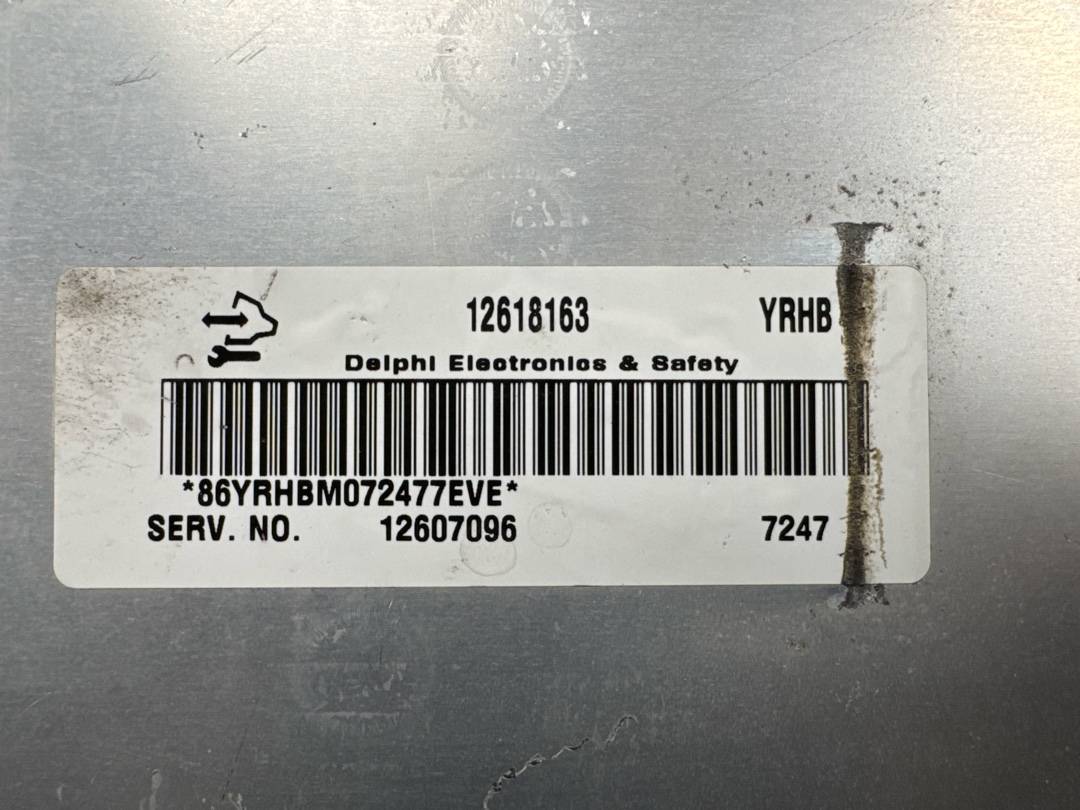 12618163 YRHB
Delphi Electronics & Safety
*86YRHBM072477EVE*
SERV. NO. 12607096 7247